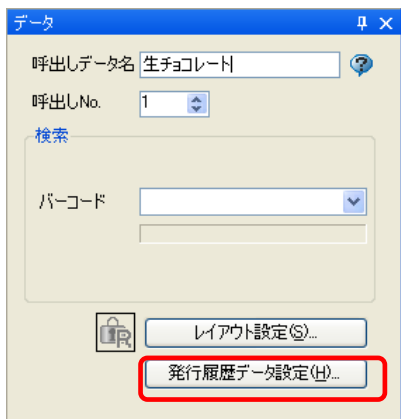 データ
呼出しデータ名 生チョコレート
呼出しNo. 1
検索
バーコード
レイアウト設定(S)...
発行履歴データ設定(H)...